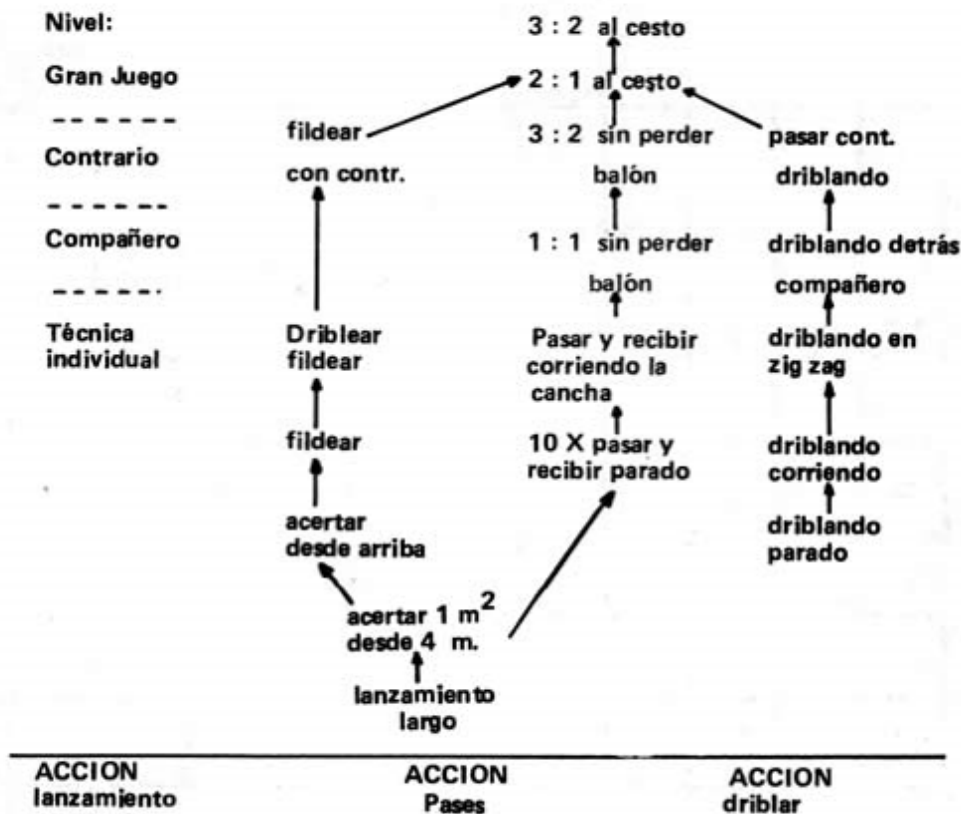 Nivel:
Gran Juego
Contrario
Compañero
Técnica
individual
fildear
con contr.
Driblear
fildear
fildear
acertar
desde arriba
acertar 1 m²
desde 4 m.
lanzamiento
largo
3 : 2 al cesto
2 : 1 al cesto
3 : 2 sin perder
balón
1 : 1 sin perder
balón
Pasar y recibir
corriendo la
cancha
10 X pasar y
recibir parado
pasar cont.
driblando
driblando detrás
compañero
driblando en
zig zag
driblando
corriendo
driblando
parado
ACCION
lanzamiento
ACCION
Pases
ACCION
driblar